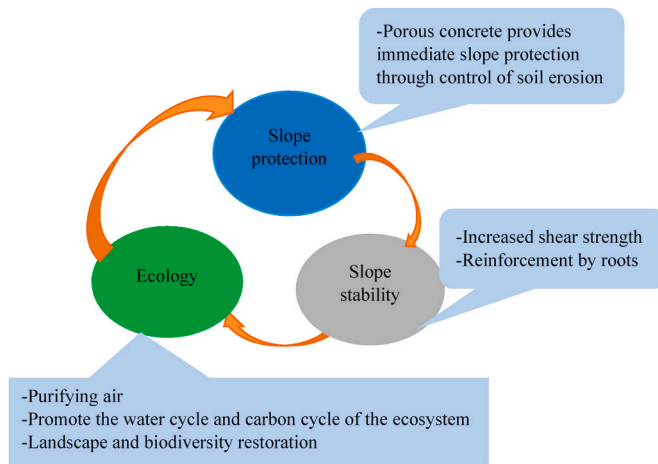 -Porous concrete provides
immediate slope protection
through control of soil erosion
Slope
protection
-Increased shear strength
-Reinforcement by roots
Ecology
Slope
stability
-Purifying air
-Promote the water cycle and carbon cycle of the ecosystem
-Landscape and biodiversity restoration